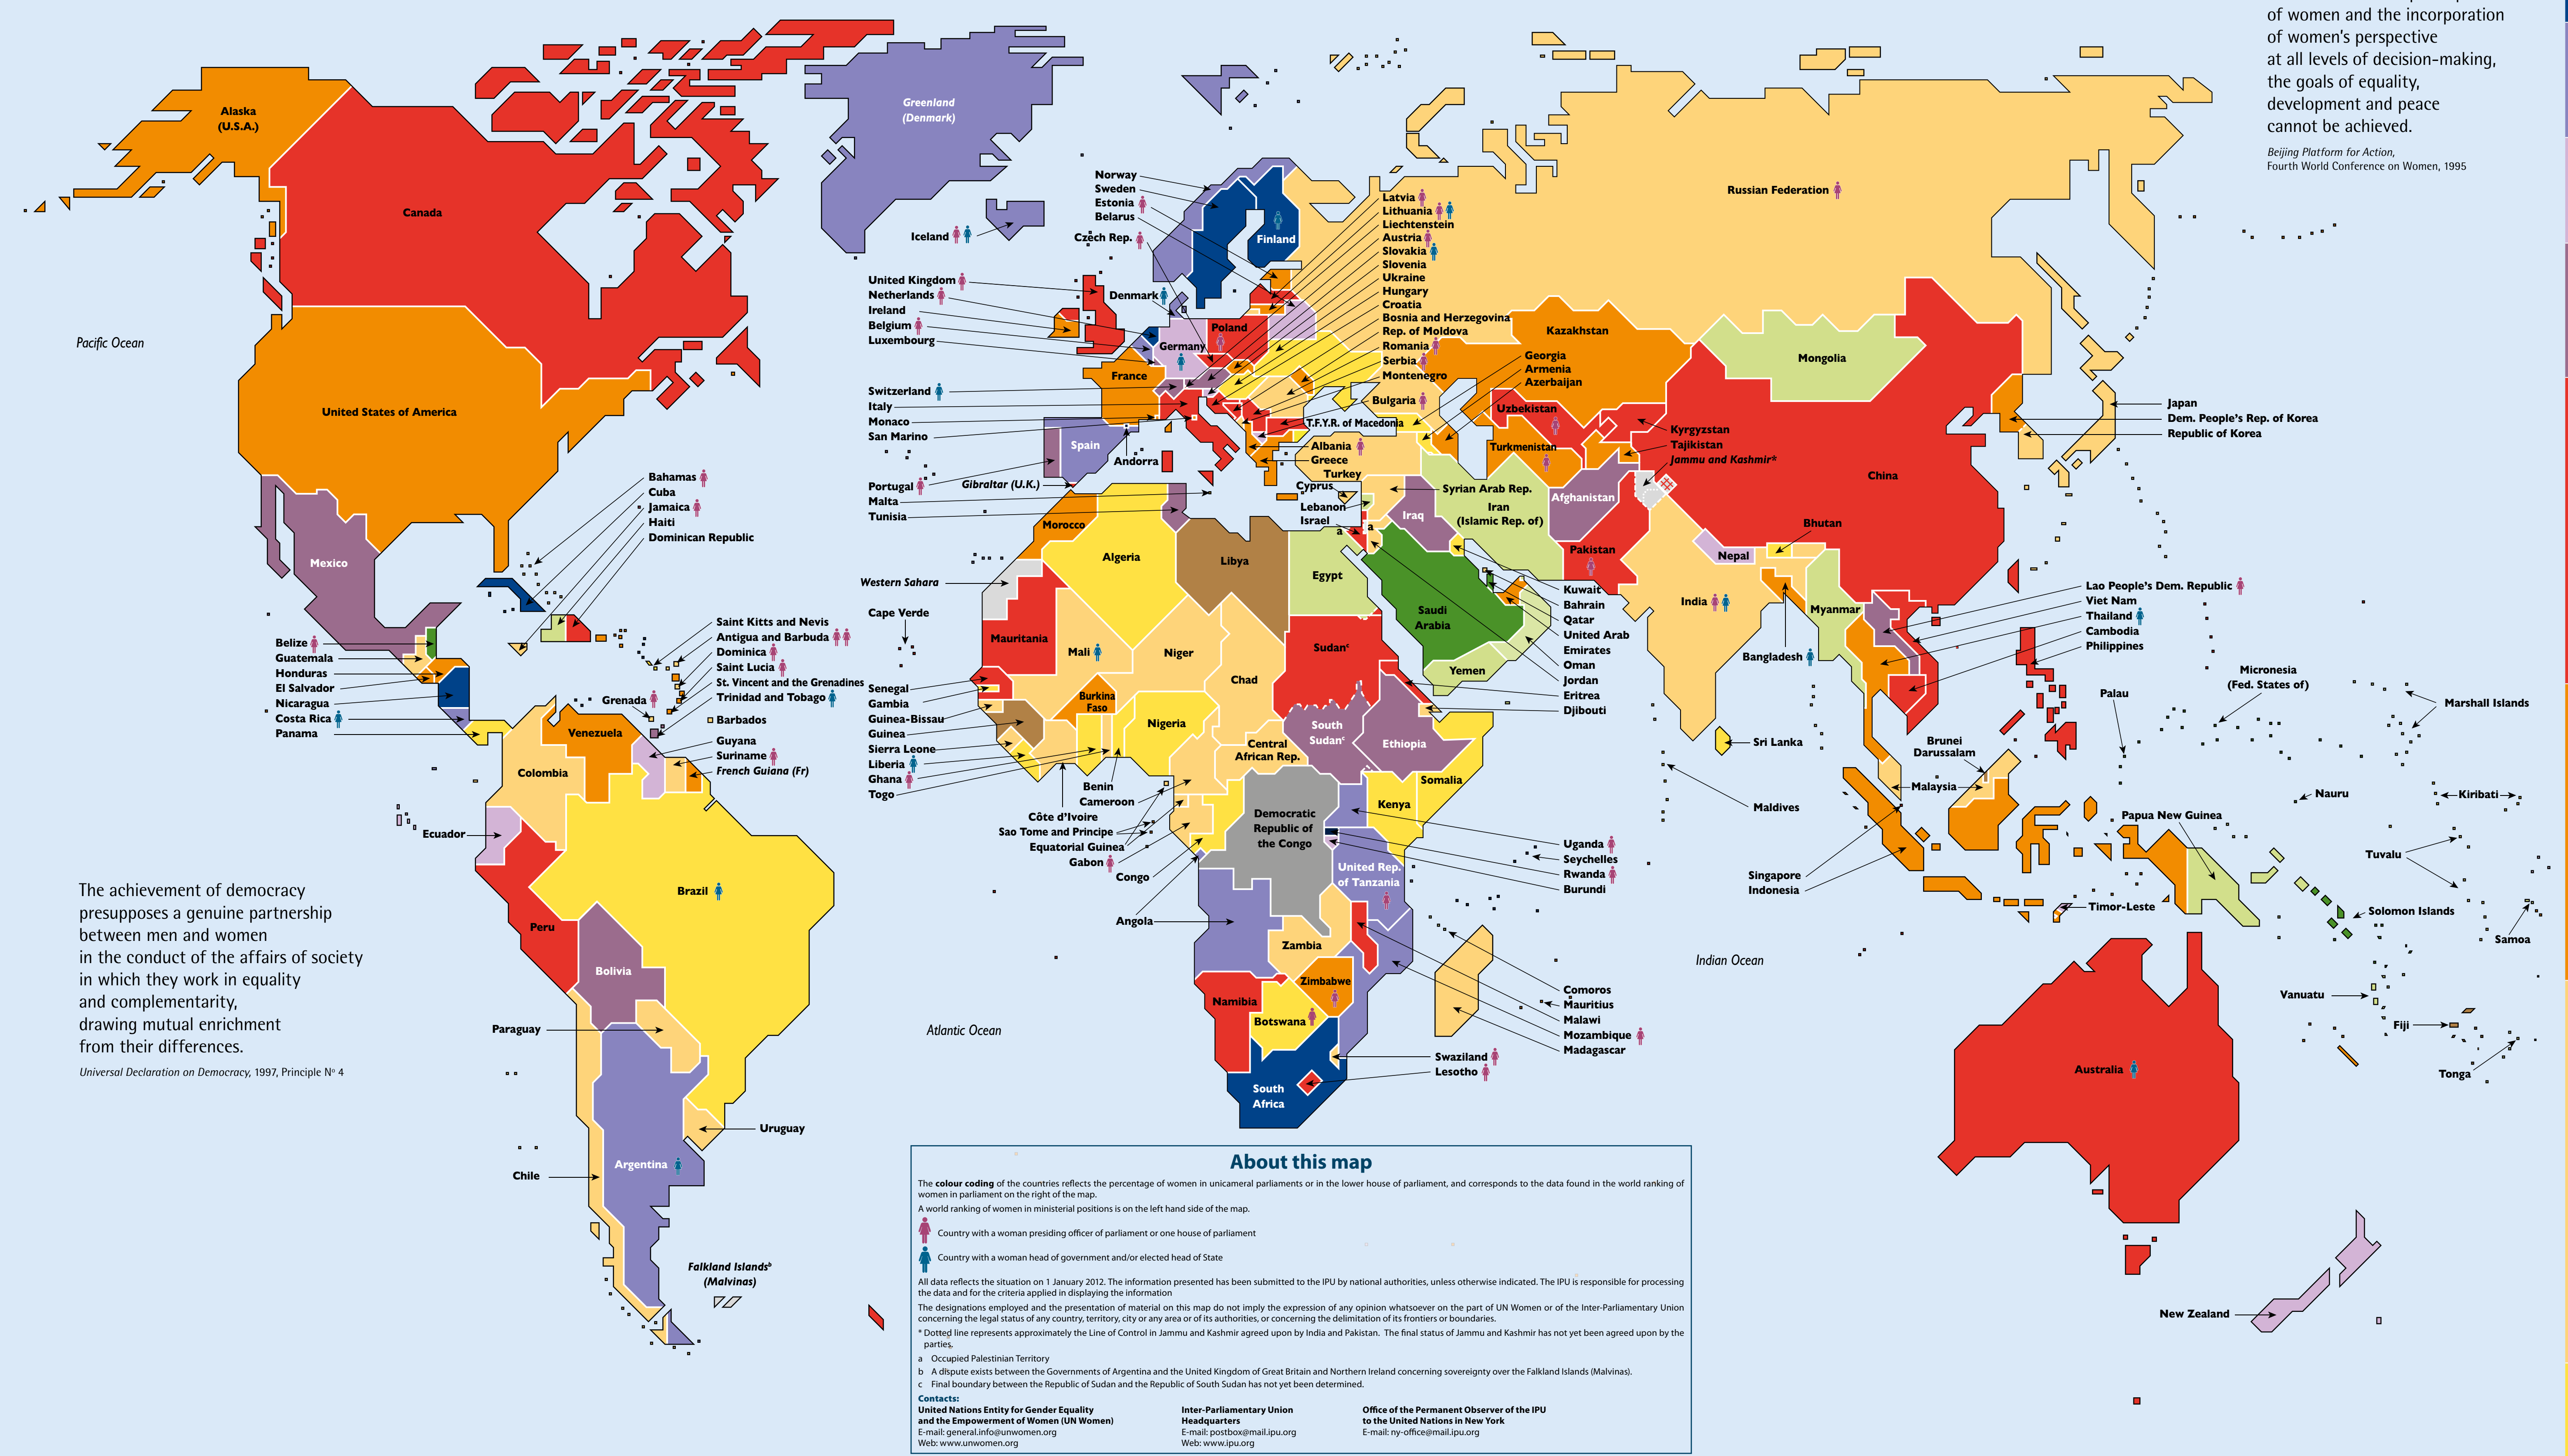 of women and the incorporation
of women's perspective
at all levels of decision-making,
the goals of equality,
development and peace
cannot be achieved.
Beijing Platform for Action,
Fourth World Conference on Women, 1995
Alaska
(U.S.A.)
Canada
Greenland
(Denmark)
Iceland
Russian Federation
Norway
Sweden
Estonia
Belarus
Czech Rep.
Finland
Latvia
Lithuania
Liechtenstein
Austria
Slovakia
Slovenia
Ukraine
Hungary
Croatia
Bosnia and Herzegovina
Rep. of Moldova
Romania
Serbia
Montenegro
Bulgaria
T.F.Y.R. of Macedonia
Albania
Greece
Turkey
Cyprus
Lebanon
Israel
United Kingdom
Netherlands
Ireland
Belgium
Luxembourg
Denmark
Poland
Germany
France
Switzerland
Italy
Monaco
San Marino
Spain
Andorra
Portugal
Gibraltar (U.K.)
Malta
Tunisia
Kazakhstan
Georgia
Armenia
Azerbaijan
Uzbekistan
Turkmenistan
Kyrgyzstan
Tajikistan
Jammu and Kashmir*
Mongolia
China
Japan
Dem. People's Rep. of Korea
Republic of Korea
Pacific Ocean
United States of America
Mexico
Bahamas
Cuba
Jamaica
Haiti
Dominican Republic
Belize
Guatemala
Honduras
El Salvador
Nicaragua
Costa Rica
Panama
Saint Kitts and Nevis
Antigua and Barbuda
Dominica
Saint Lucia
St. Vincent and the Grenadines
Trinidad and Tobago
Grenada
Barbados
Guyana
Suriname
French Guiana (Fr)
Venezuela
Colombia
Ecuador
Peru
Brazil
Bolivia
Paraguay
Uruguay
Argentina
Chile
Falkland Islandsᵇ
(Malvinas)
Atlantic Ocean
Morocco
Algeria
Libya
Egypt
Western Sahara
Cape Verde
Mauritania
Mali
Niger
Chad
Sudanᶜ
Burkina
Faso
Nigeria
South
Sudanᶜ
Ethiopia
Central
African Rep.
Somalia
Kenya
Senegal
Gambia
Guinea-Bissau
Guinea
Sierra Leone
Liberia
Ghana
Togo
Benin
Cameroon
Côte d'Ivoire
Sao Tome and Principe
Equatorial Guinea
Gabon
Congo
Angola
Democratic
Republic of
the Congo
United Rep.
of Tanzania
Zambia
Zimbabwe
Namibia
Botswana
South
Africa
Swaziland
Lesotho
Uganda
Seychelles
Rwanda
Burundi
Comoros
Mauritius
Malawi
Mozambique
Madagascar
Syrian Arab Rep.
Iraq
Iran
(Islamic Rep. of)
a
a
Saudi
Arabia
Yemen
Kuwait
Bahrain
Qatar
United Arab
Emirates
Oman
Jordan
Eritrea
Djibouti
Afghanistan
Pakistan
India
Nepal
Bhutan
Bangladesh
Myanmar
Sri Lanka
Maldives
Lao People's Dem. Republic
Viet Nam
Thailand
Cambodia
Philippines
Brunei
Darussalam
Malaysia
Singapore
Indonesia
Timor-Leste
Papua New Guinea
Palau
Micronesia
(Fed. States of)
Marshall Islands
Nauru
Kiribati
Tuvalu
Solomon Islands
Samoa
Vanuatu
Fiji
Tonga
Indian Ocean
Australia
New Zealand
The achievement of democracy
presupposes a genuine partnership
between men and women
in the conduct of the affairs of society
in which they work in equality
and complementarity,
drawing mutual enrichment
from their differences.
Universal Declaration on Democracy, 1997, Principle Nº 4
About this map
The colour coding of the countries reflects the percentage of women in unicameral parliaments or in the lower house of parliament, and corresponds to the data found in the world ranking of
women in parliament on the right of the map.
A world ranking of women in ministerial positions is on the left hand side of the map.
Country with a woman presiding officer of parliament or one house of parliament
Country with a woman head of government and/or elected head of State
All data reflects the situation on 1 January 2012. The information presented has been submitted to the IPU by national authorities, unless otherwise indicated. The IPU is responsible for processing
the data and for the criteria applied in displaying the information
The designations employed and the presentation of material on this map do not imply the expression of any opinion whatsoever on the part of UN Women or of the Inter-Parliamentary Union
concerning the legal status of any country, territory, city or any area or of its authorities, or concerning the delimitation of its frontiers or boundaries.
* Dotted line represents approximately the Line of Control in Jammu and Kashmir agreed upon by India and Pakistan. The final status of Jammu and Kashmir has not yet been agreed upon by the
parties.
a Occupied Palestinian Territory
b A dispute exists between the Governments of Argentina and the United Kingdom of Great Britain and Northern Ireland concerning sovereignty over the Falkland Islands (Malvinas).
c Final boundary between the Republic of Sudan and the Republic of South Sudan has not yet been determined.
Contacts:
United Nations Entity for Gender Equality
and the Empowerment of Women (UN Women)
E-mail: general.info@unwomen.org
Web: www.unwomen.org
Inter-Parliamentary Union
Headquarters
E-mail: postbox@mail.ipu.org
Web: www.ipu.org
Office of the Permanent Observer of the IPU
to the United Nations in New York
E-mail: ny-office@mail.ipu.org